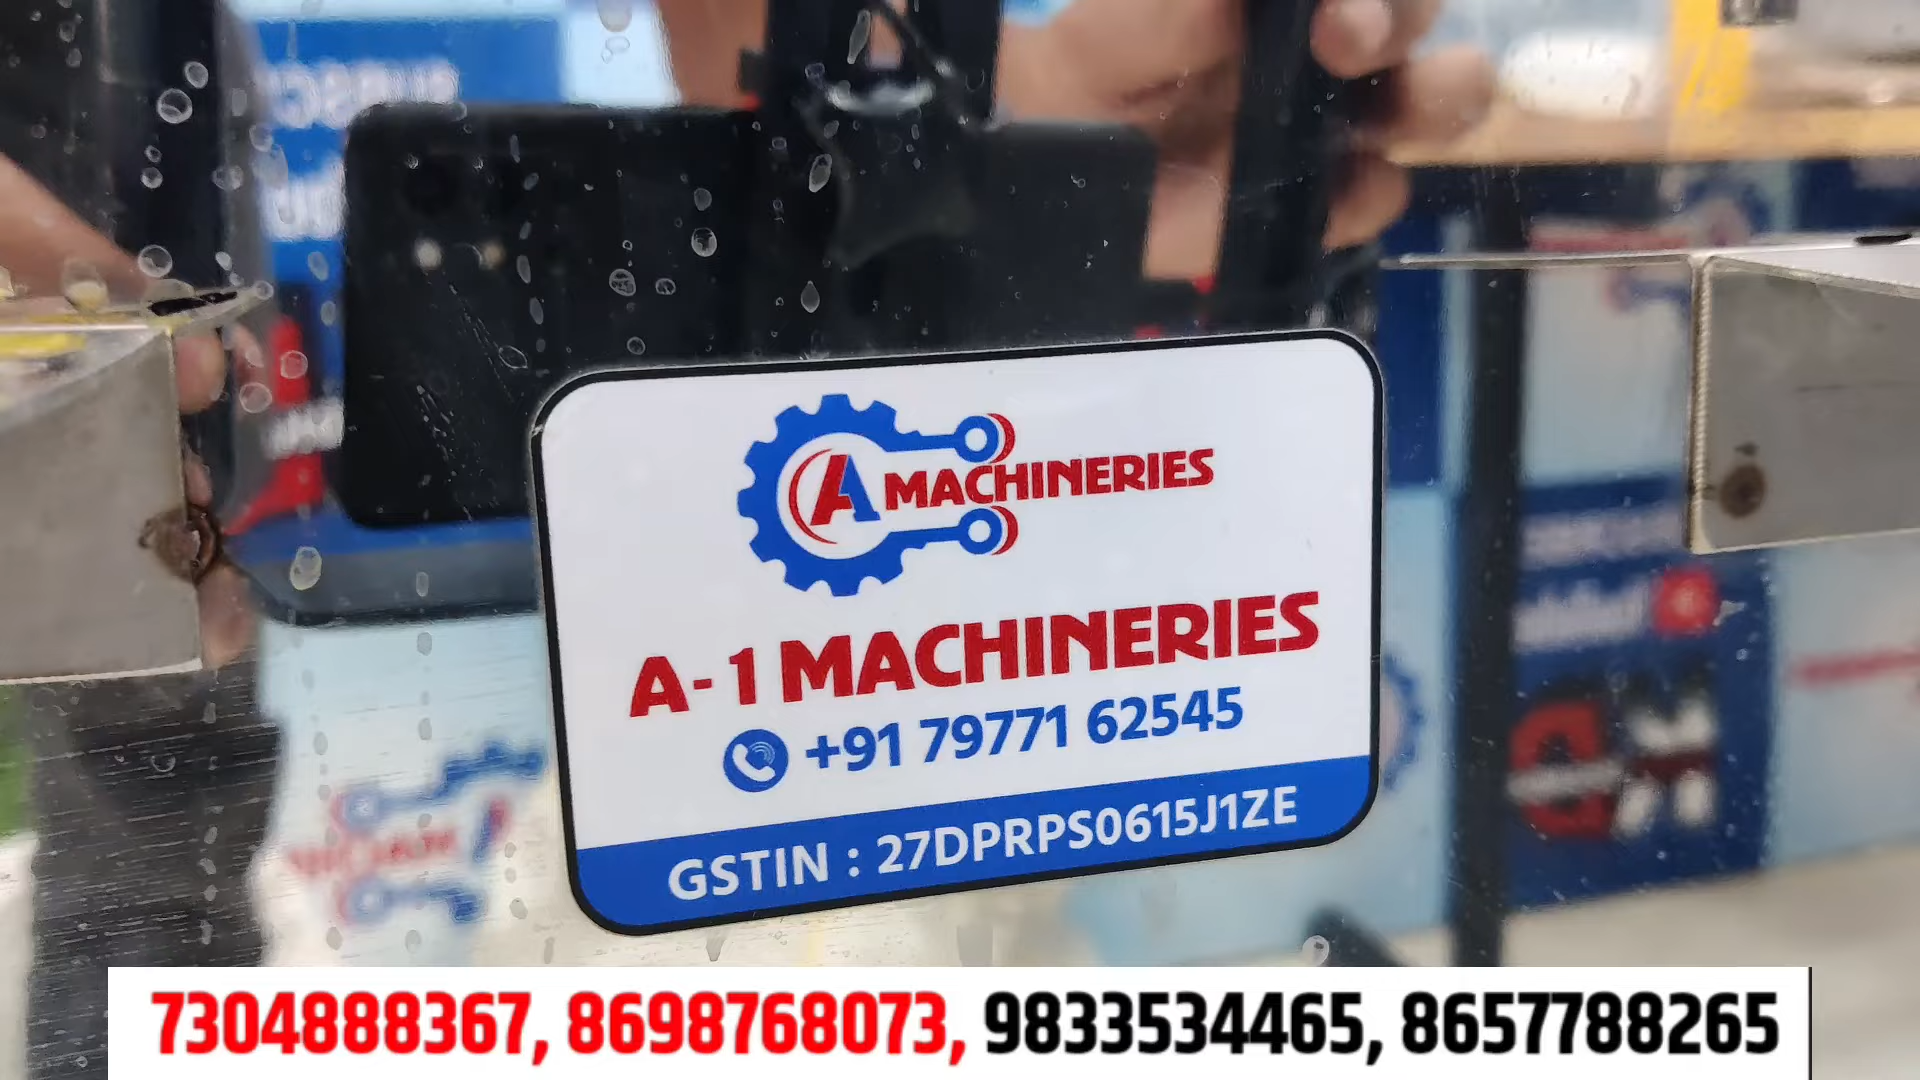 A MACHINERIES
A-1 MACHINERIES
+91 79771 62545
GSTIN : 27DPRPS0615J1ZE
7304888367, 8698768073, 9833534465, 8657788265